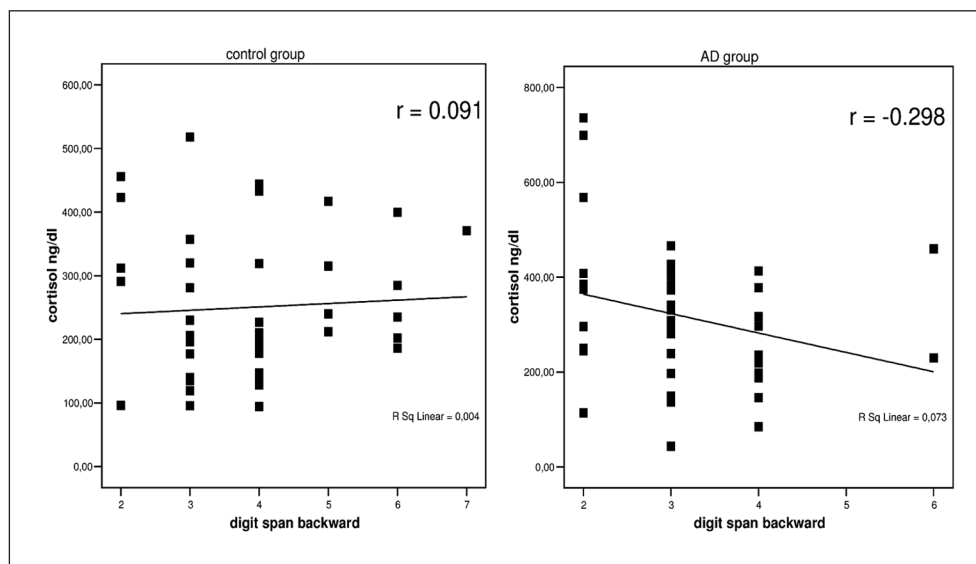 control group
r = 0.091
600,00
500,00
400,00
300,00
200,00
100,00
0,00
cortisol ng/dl
R Sq Linear = 0,004
2 3 4 5 6 7
digit span backward
AD group
r = -0.298
800,00
600,00
400,00
200,00
0,00
cortisol ng/dl
R Sq Linear = 0,073
2 3 4 5 6
digit span backward